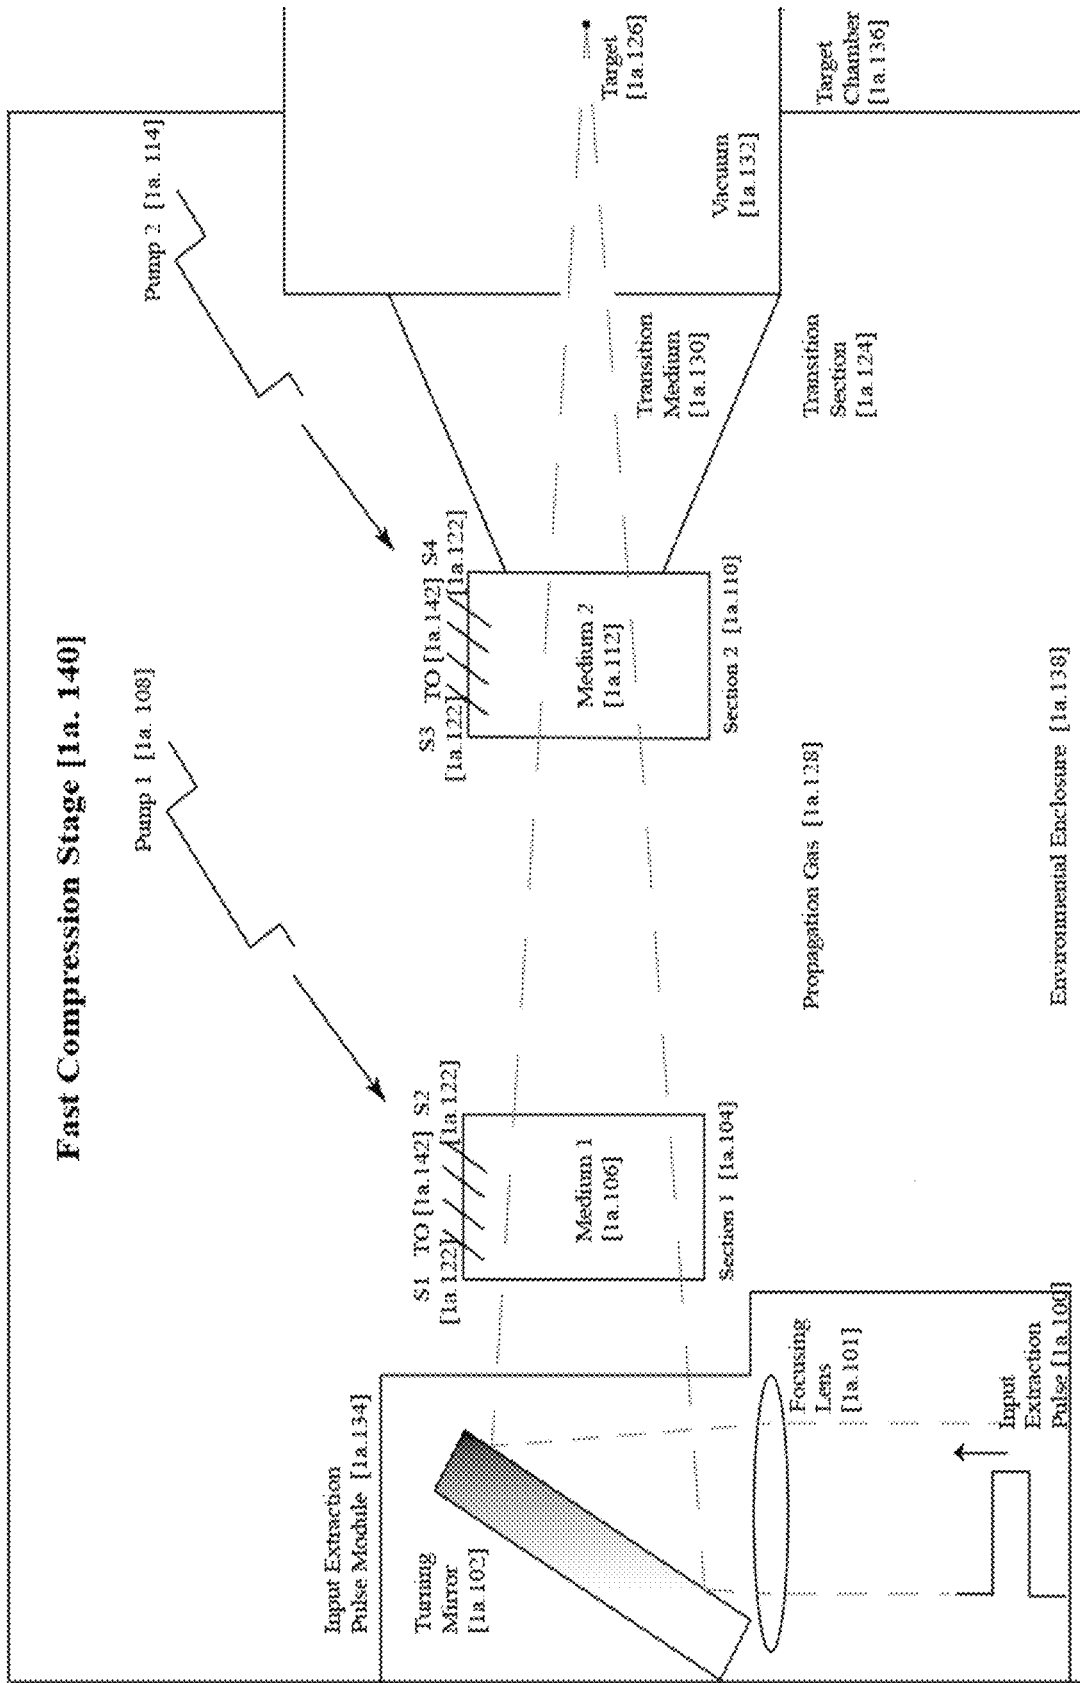 Fast Compression Stage [1a. 140]
Pump 1 [1a. 108]
Pump 2 [1a. 114]
Input Extraction
Pulse Module [1a.134]
Turning
Mirror
[1a.102]
S1 TO [1a.142] S2
[1a.122] [1a.122]
Medium 1
[1a.106]
Section 1 [1a.104]
S3 TO [1a.142] S4
[1a.122] [1a.122]
Medium 2
[1a.112]
Section 2 [1a.110]
Transition
Medium
[1a.130]
Transition
Section
[1a.124]
Target
[1a.126]
Vacuum
[1a.132]
Target
Chamber
[1a.136]
Focusing
Lens
[1a.101]
Input
Extraction
Pulse [1a.100]
Propagation Gas [1a.128]
Environmental Enclosure [1a.138]